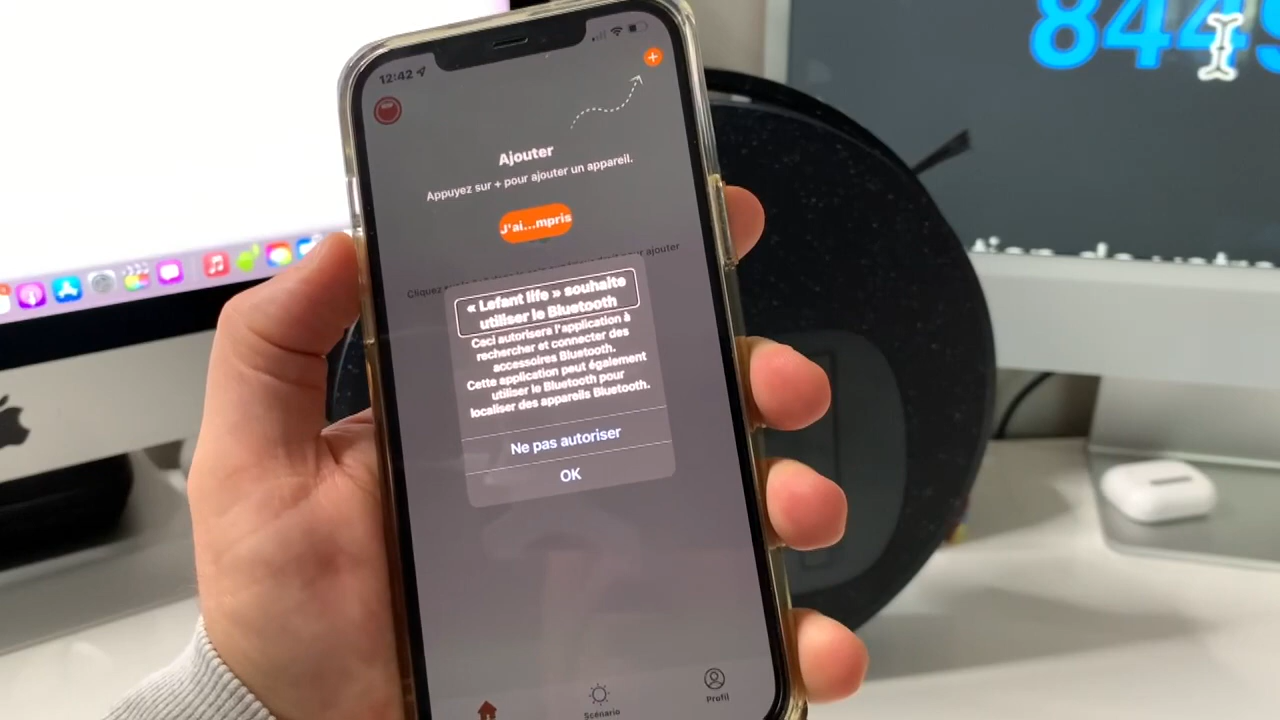 8449
12:42
Ajouter
Appuyez sur + pour ajouter un appareil.
J'ai...mpris
pour ajouter
Cliquez
« Lefant life » souhaite
utiliser le Bluetooth
Ceci autorisera l'application à
rechercher et connecter des
accessoires Bluetooth.
Cette application peut également
utiliser le Bluetooth pour
localiser des appareils Bluetooth.
Ne pas autoriser
OK
Scénario
Profil